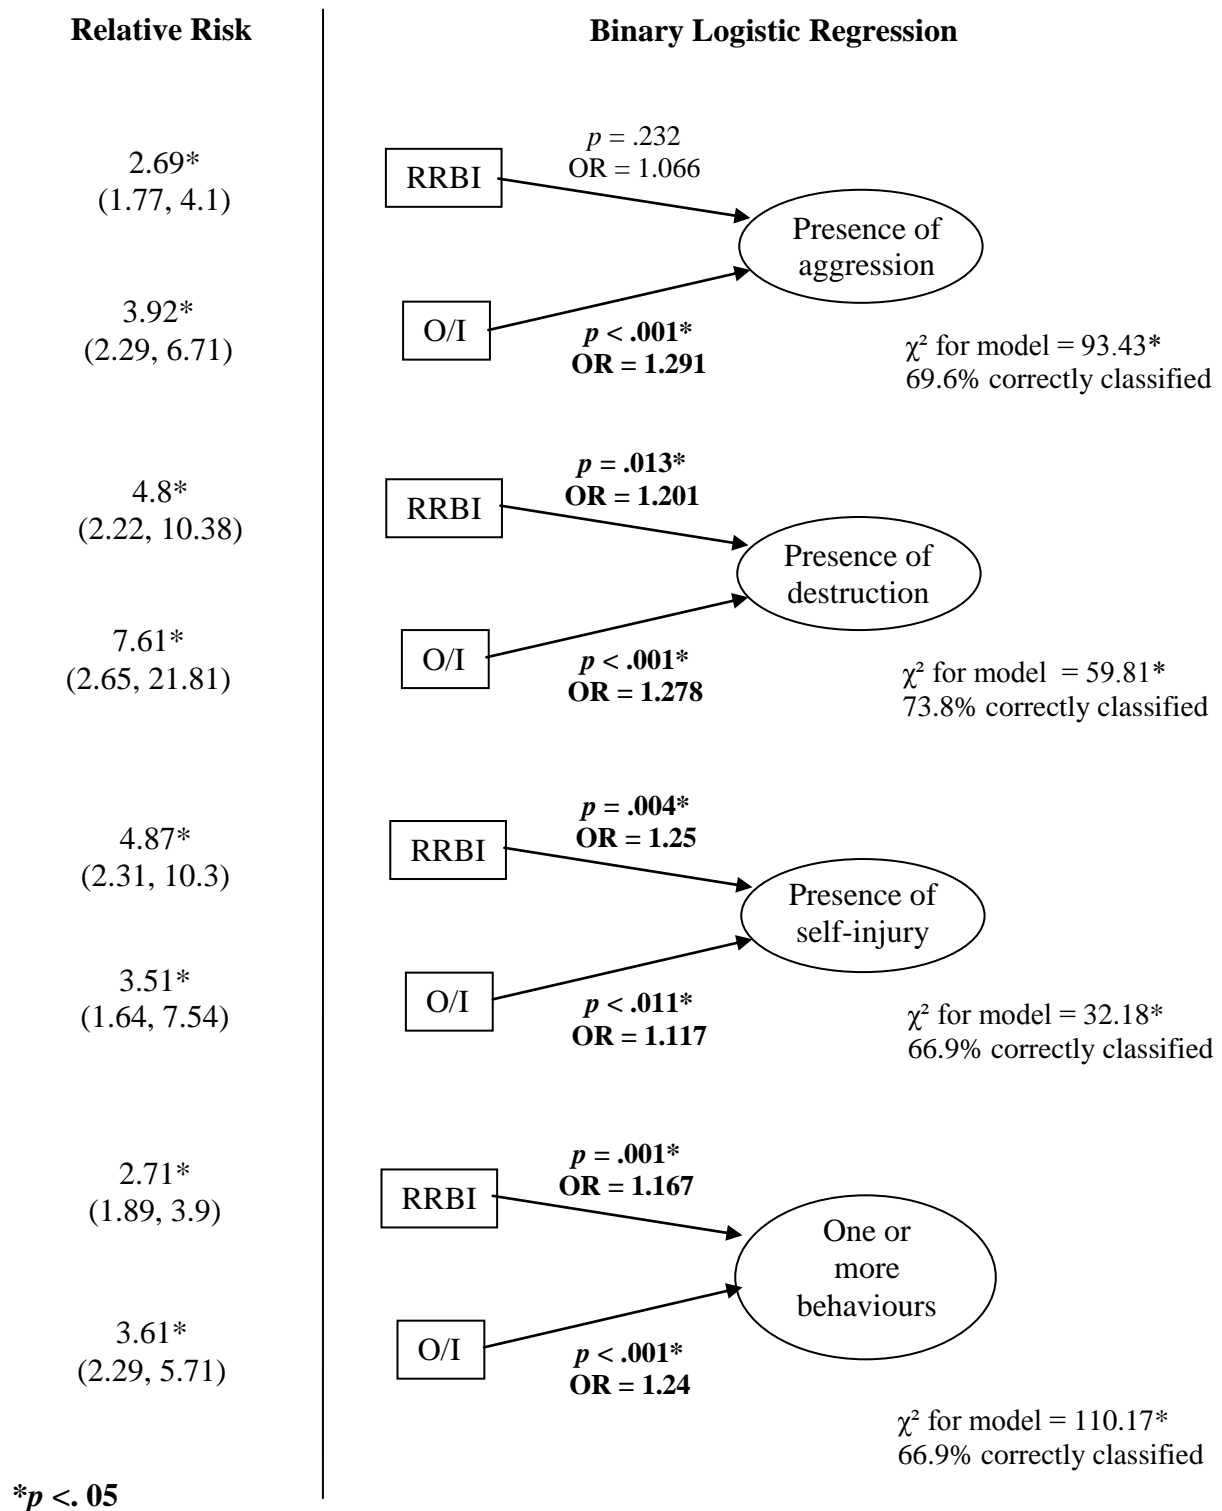 Relative Risk
Binary Logistic Regression
2.69*
(1.77, 4.1)
RRBI
p = .232
OR = 1.066
Presence of
aggression
3.92*
(2.29, 6.71)
O/I
p < .001*
OR = 1.291
χ² for model = 93.43*
69.6% correctly classified
4.8*
(2.22, 10.38)
RRBI
p = .013*
OR = 1.201
Presence of
destruction
7.61*
(2.65, 21.81)
O/I
p < .001*
OR = 1.278
χ² for model = 59.81*
73.8% correctly classified
4.87*
(2.31, 10.3)
RRBI
p = .004*
OR = 1.25
Presence of
self-injury
3.51*
(1.64, 7.54)
O/I
p < .011*
OR = 1.117
χ² for model = 32.18*
66.9% correctly classified
2.71*
(1.89, 3.9)
RRBI
p = .001*
OR = 1.167
One or
more
behaviours
3.61*
(2.29, 5.71)
O/I
p < .001*
OR = 1.24
χ² for model = 110.17*
66.9% correctly classified
*p <. 05